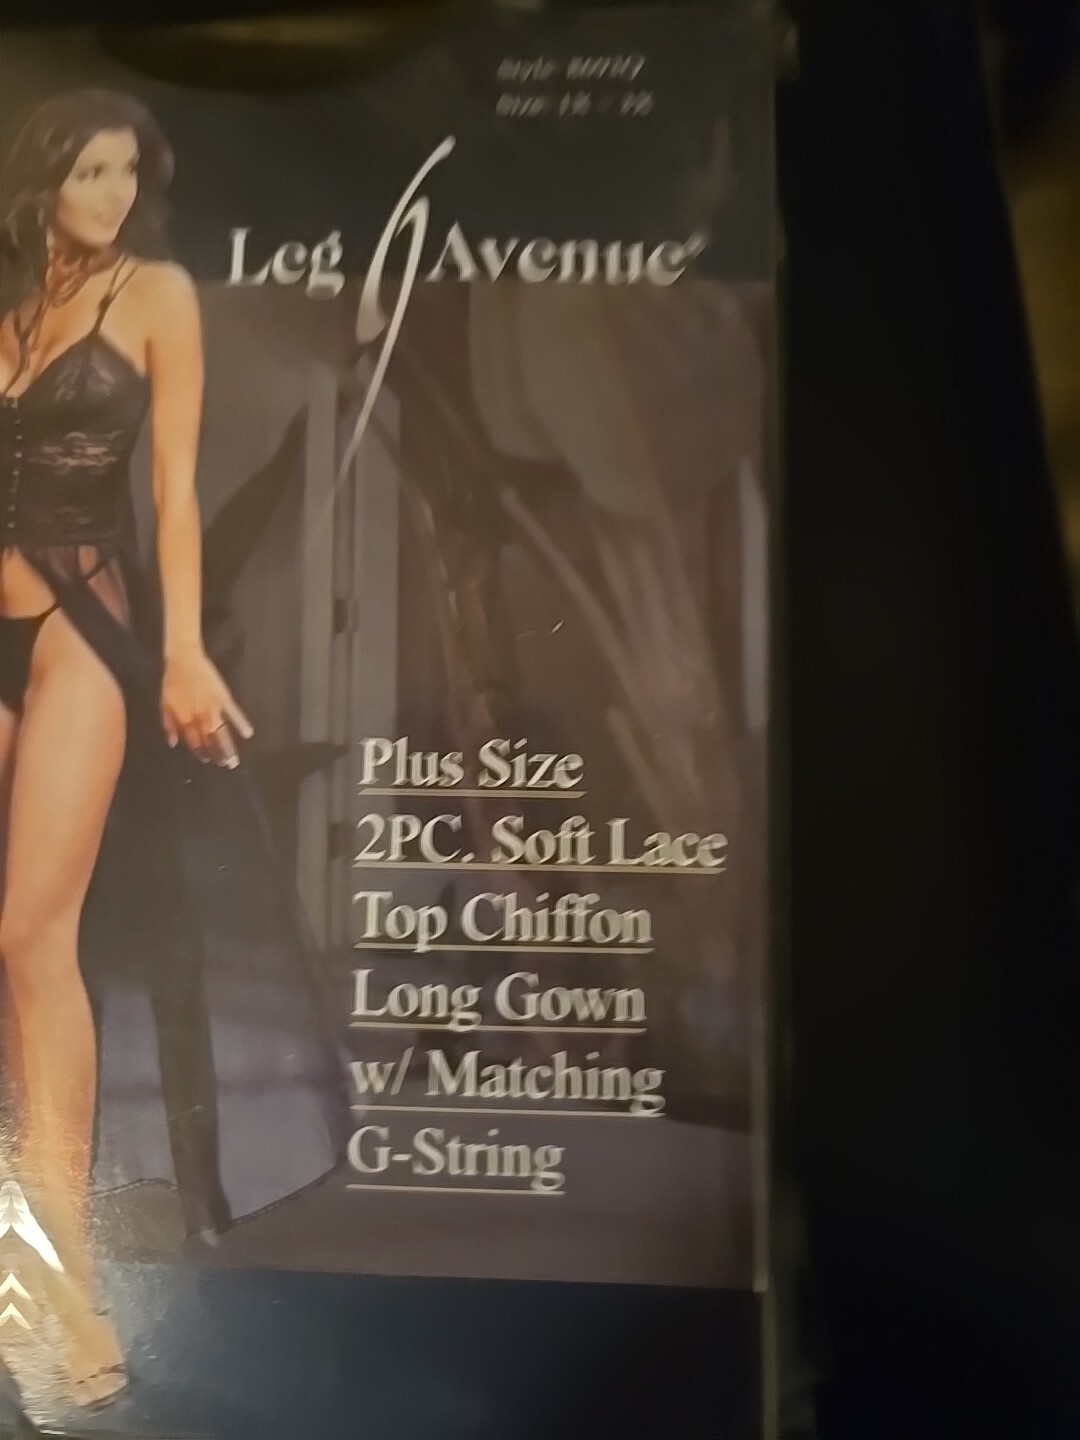 Leg Avenue®
Plus Size
2PC. Soft Lace
Top Chiffon
Long Gown
w/ Matching
G-String